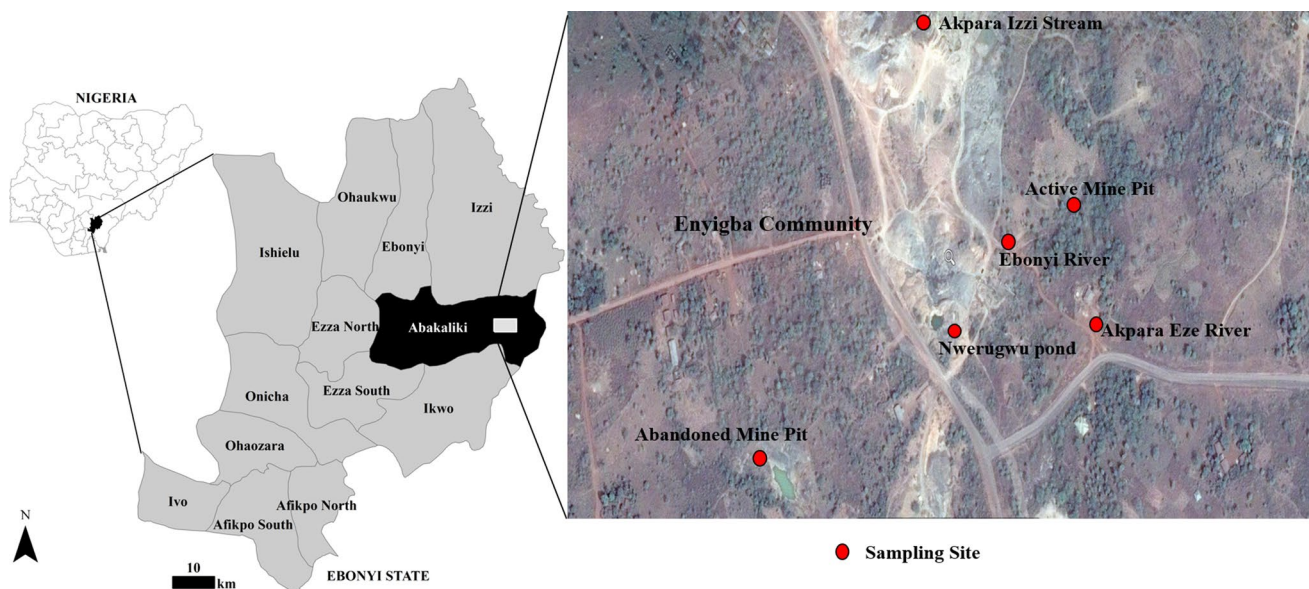 NIGERIA
Ohaukwu
Izzi
Ishielu
Ebonyi
Ezza North
Abakaliki
Ezza South
Onicha
Ikwo
Ohaozara
Ivo
Afikpo North
Afikpo South
N
10
km
EBONYI STATE
Akpara Izzi Stream
Active Mine Pit
Enyigba Community
Ebonyi River
Akpara Eze River
Nwerugwu pond
Abandoned Mine Pit
Sampling Site